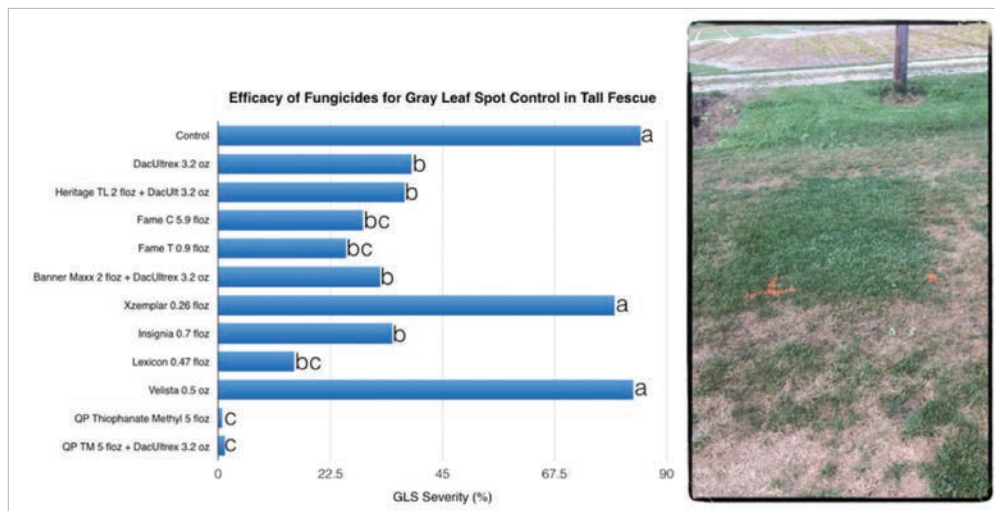 Efficacy of Fungicides for Gray Leaf Spot Control in Tall Fescue
Control a
DacUltrex 3.2 oz b
Heritage TL 2 floz + DacUlt 3.2 oz b
Fame C 5.9 floz bc
Fame T 0.9 floz bc
Banner Maxx 2 floz + DacUltrex 3.2 oz b
Xzemplar 0.26 floz a
Insignia 0.7 floz b
Lexicon 0.47 floz bc
Velista 0.5 oz a
QP Thiophanate Methyl 5 floz c
QP TM 5 floz + DacUltrex 3.2 oz c
0 22.5 45 67.5 90
GLS Severity (%)